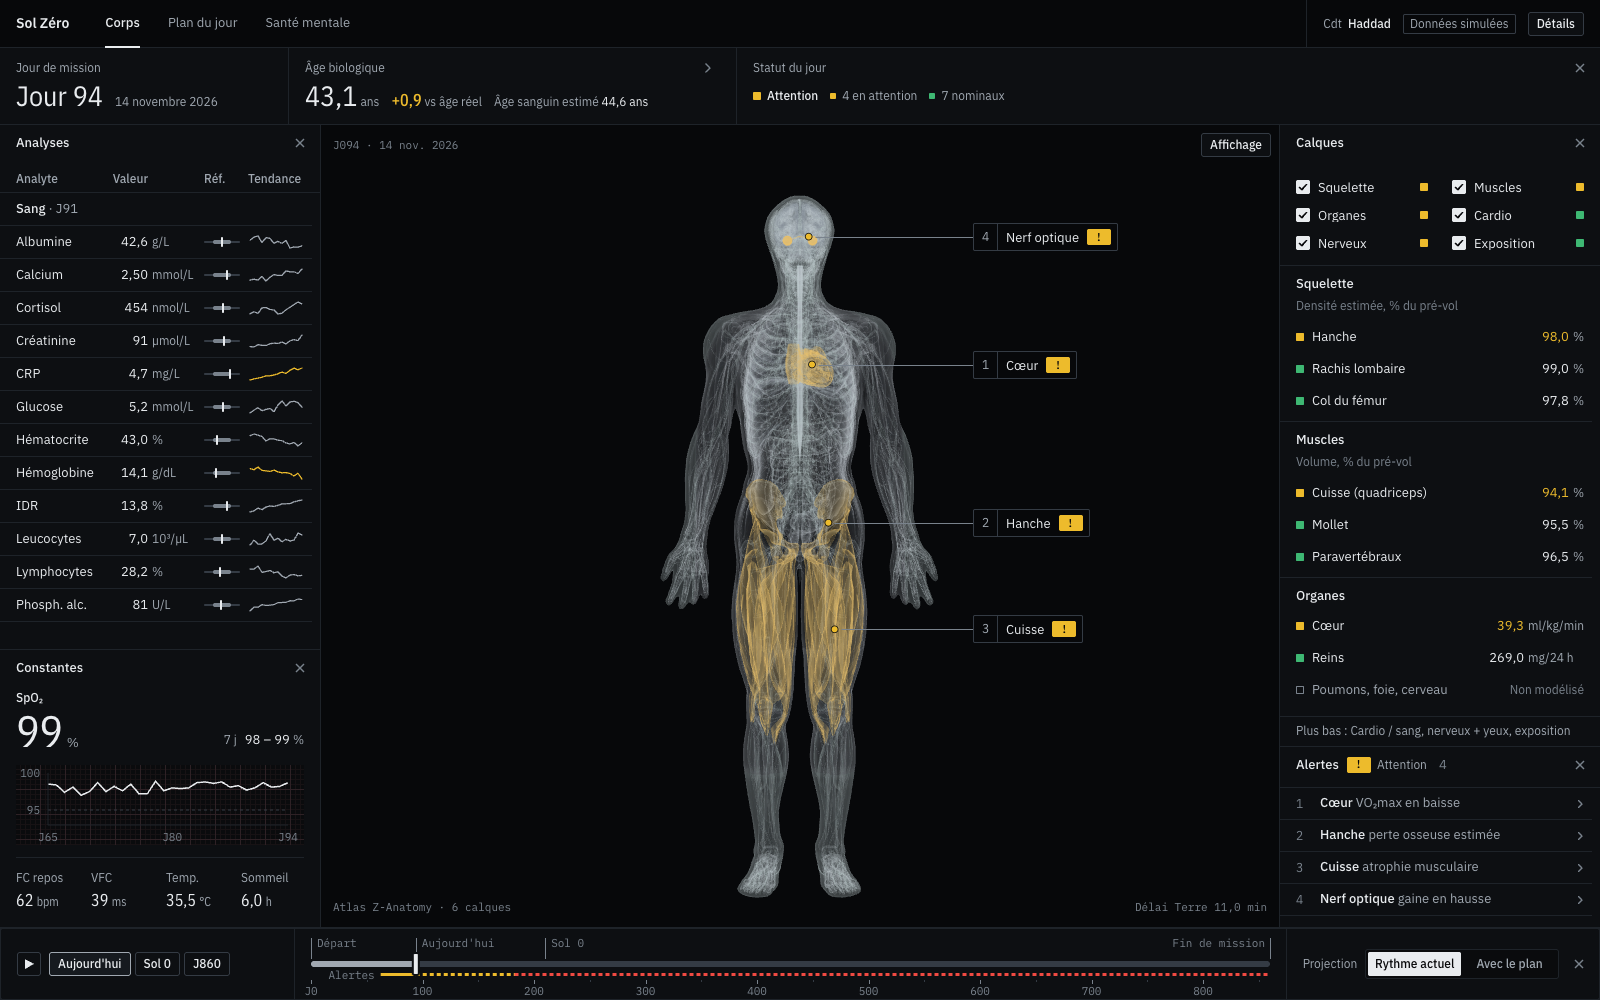 Sol Zéro Corps Plan du jour Santé mentale Cdt Haddad Données simulées Détails
Jour de mission
Jour 94 14 novembre 2026
Âge biologique
43,1 ans +0,9 vs âge réel Âge sanguin estimé 44,6 ans
Statut du jour
Attention 4 en attention 7 nominaux
Analyses
Analyte Valeur Réf. Tendance
Sang · J91
Albumine 42,6 g/L
Calcium 2,50 mmol/L
Cortisol 454 nmol/L
Créatinine 91 µmol/L
CRP 4,7 mg/L
Glucose 5,2 mmol/L
Hématocrite 43,0 %
Hémoglobine 14,1 g/dL
IDR 13,8 %
Leucocytes 7,0 10³/µL
Lymphocytes 28,2 %
Phosph. alc. 81 U/L
Constantes
SpO₂
99 % 7 j 98 – 99 %
100
95
J65 J80 J94
FC repos VFC Temp. Sommeil
62 bpm 39 ms 35,5 °C 6,0 h
J094 · 14 nov. 2026 Affichage
4 Nerf optique !
1 Cœur !
2 Hanche !
3 Cuisse !
Atlas Z-Anatomy · 6 calques Délai Terre 11,0 min
Calques
Squelette Muscles
Organes Cardio
Nerveux Exposition
Squelette
Densité estimée, % du pré-vol
Hanche 98,0 %
Rachis lombaire 99,0 %
Col du fémur 97,8 %
Muscles
Volume, % du pré-vol
Cuisse (quadriceps) 94,1 %
Mollet 95,5 %
Paravertébraux 96,5 %
Organes
Cœur 39,3 ml/kg/min
Reins 269,0 mg/24 h
Poumons, foie, cerveau Non modélisé
Plus bas : Cardio / sang, nerveux + yeux, exposition
Alertes ! Attention 4
1 Cœur VO₂max en baisse
2 Hanche perte osseuse estimée
3 Cuisse atrophie musculaire
4 Nerf optique gaine en hausse
Aujourd'hui Sol 0 J860
Départ Aujourd'hui Sol 0 Fin de mission
Alertes
J0 100 200 300 400 500 600 700 800
Projection Rythme actuel Avec le plan